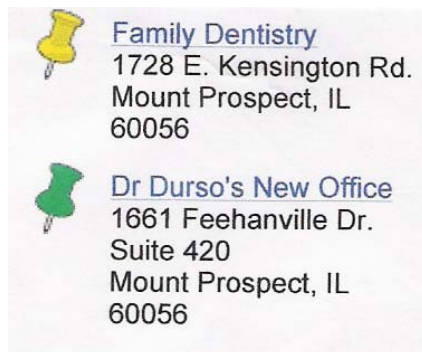 Family Dentistry
1728 E. Kensington Rd.
Mount Prospect, IL
60056
Dr Durso's New Office
1661 Feehanville Dr.
Suite 420
Mount Prospect, IL
60056